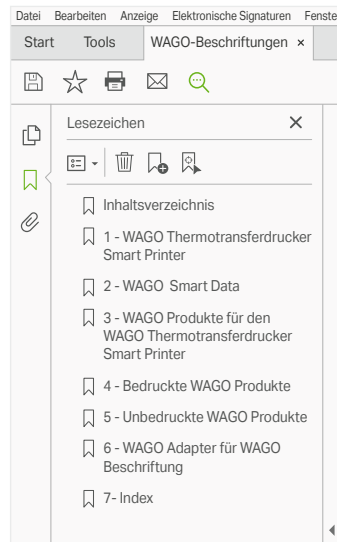 Datei Bearbeiten Anzeige Elektronische Signaturen Fenste
Start Tools WAGO-Beschriftungen ×
Lesezeichen
Inhaltsverzeichnis
1 - WAGO Thermotransferdrucker
Smart Printer
2 - WAGO Smart Data
3 - WAGO Produkte für den
WAGO Thermotransferdrucker
Smart Printer
4 - Bedruckte WAGO Produkte
5 - Unbedruckte WAGO Produkte
6 - WAGO Adapter für WAGO
Beschriftung
7- Index